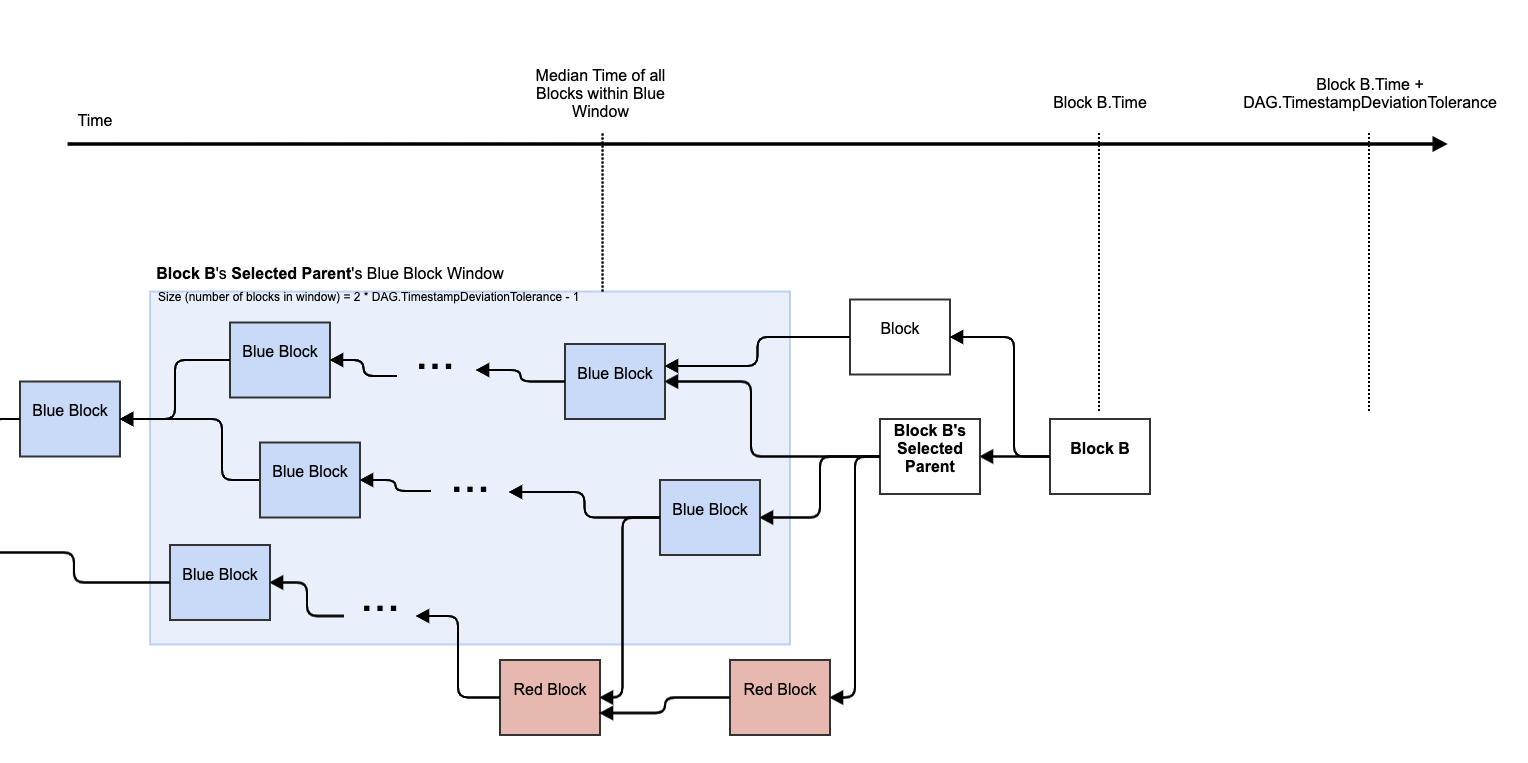 Median Time of all
Blocks within Blue
Window
Block B.Time +
DAG.TimestampDeviationTolerance
Block B.Time
Time
Block B's Selected Parent's Blue Block Window
Size (number of blocks in window) = 2 * DAG.TimestampDeviationTolerance - 1
Blue Block
...
Blue Block
Block
Blue Block
Block B's
Selected
Parent
Block B
Blue Block
...
Blue Block
Blue Block
...
Red Block
Red Block